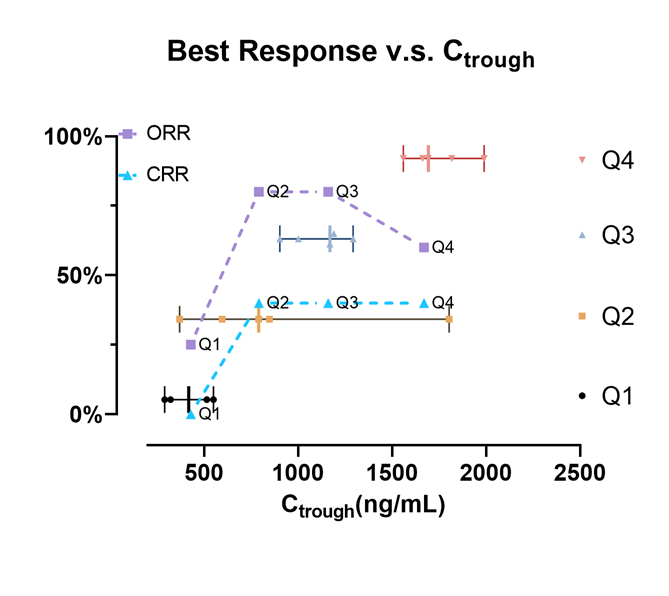 Best Response v.s. Ctrough
100%
50%
0%
ORR
CRR
Q2
Q3
Q4
Q1
Q2
Q3
Q4
Q1
Q4
Q3
Q2
Q1
500
1000
1500
2000
2500
Ctrough(ng/mL)